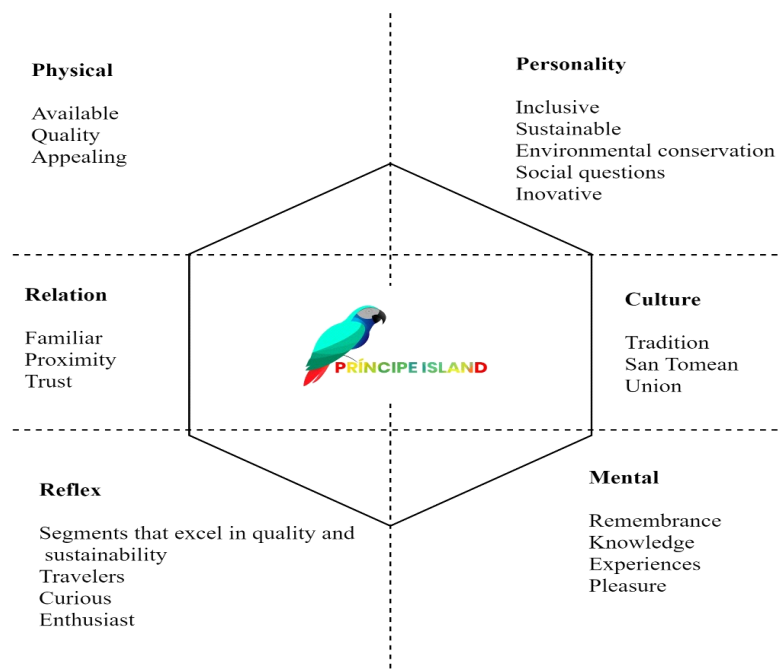 Physical
Available
Quality
Appealing
Personality
Inclusive
Sustainable
Environmental conservation
Social questions
Inovative
Relation
Familiar
Proximity
Trust
PRÍNCIPE ISLAND
Culture
Tradition
San Tomean
Union
Reflex
Segments that excel in quality and
sustainability
Travelers
Curious
Enthusiast
Mental
Remembrance
Knowledge
Experiences
Pleasure